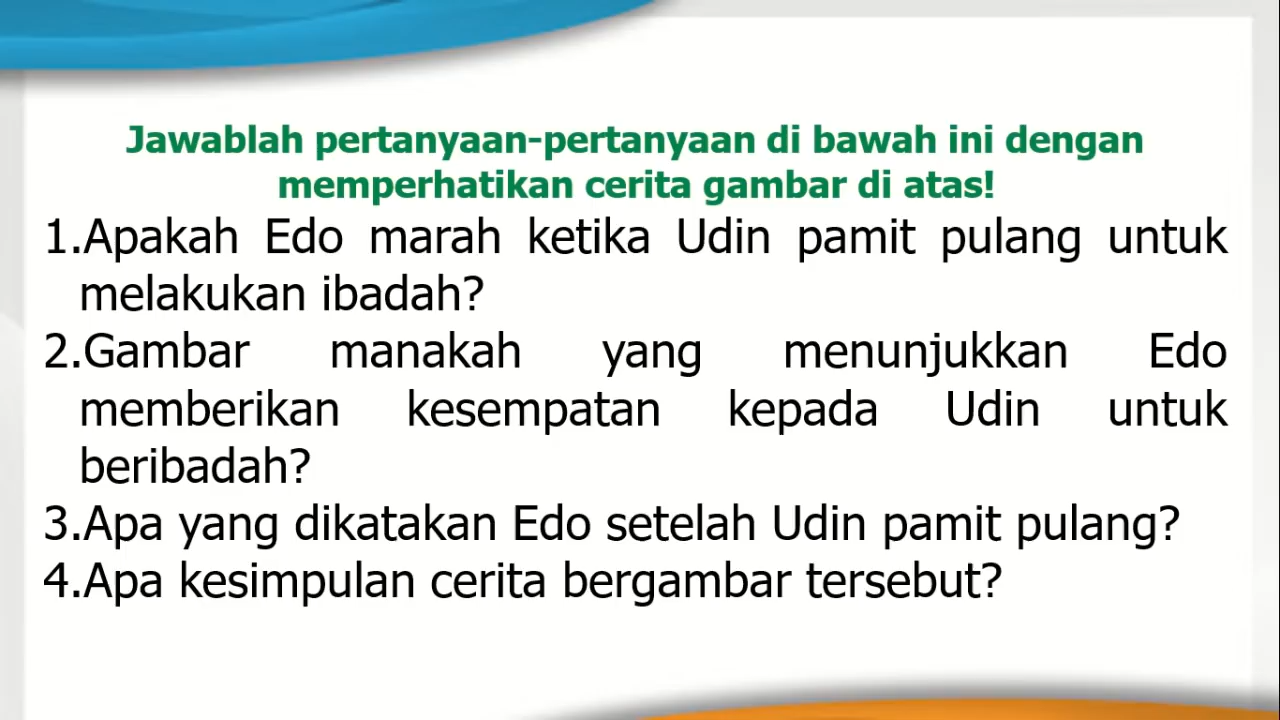 Jawablah pertanyaan-pertanyaan di bawah ini dengan
memperhatikan cerita gambar di atas!
1.Apakah Edo marah ketika Udin pamit pulang untuk
melakukan ibadah?
2.Gambar manakah yang menunjukkan Edo
memberikan kesempatan kepada Udin untuk
beribadah?
3.Apa yang dikatakan Edo setelah Udin pamit pulang?
4.Apa kesimpulan cerita bergambar tersebut?